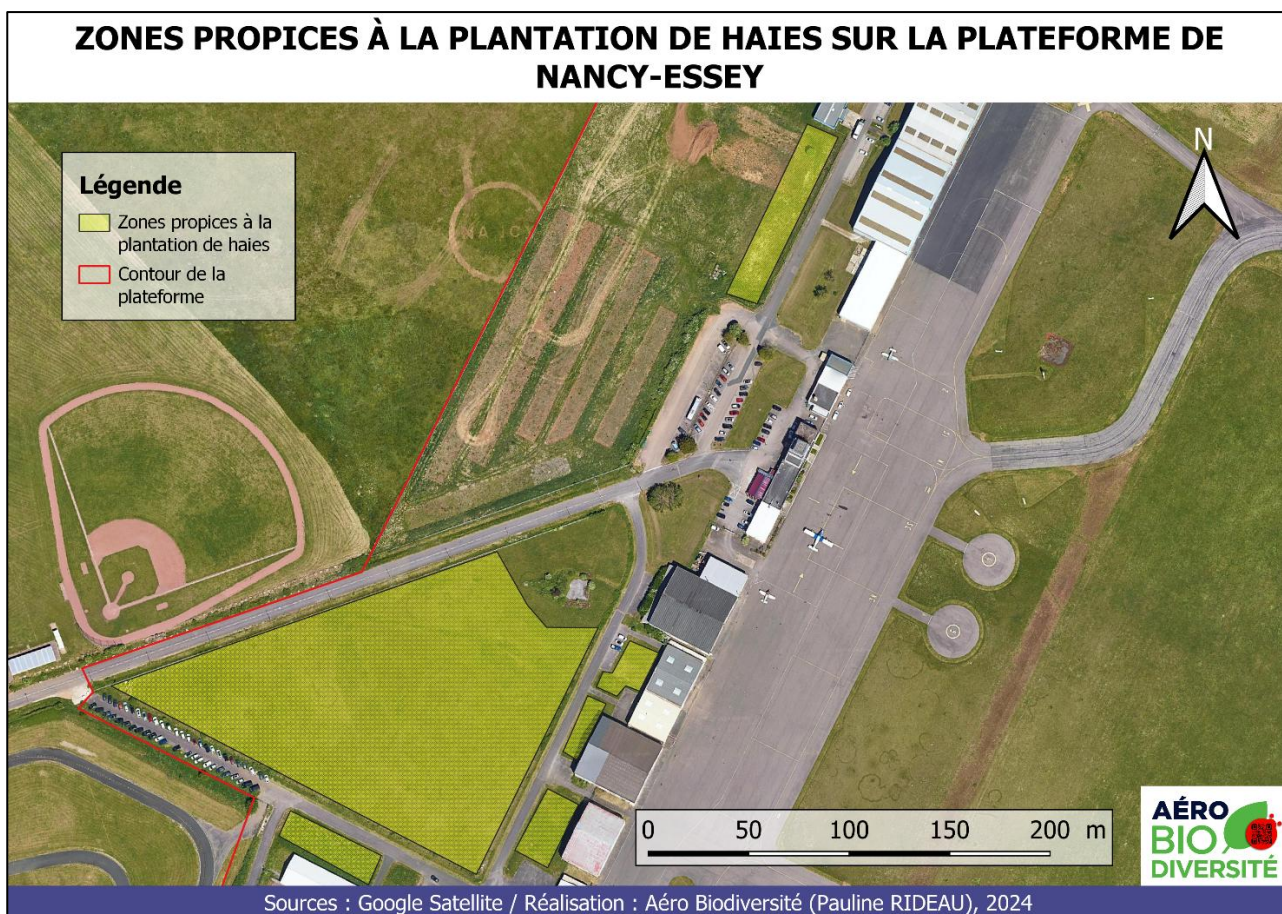 ZONES PROPICES À LA PLANTATION DE HAIES SUR LA PLATEFORME DE
NANCY-ESSEY
N
Légende
Zones propices à la
plantation de haies
Contour de la
plateforme
0 50 100 150 200 m
AÉRO
BIO
DIVERSITÉ
Sources : Google Satellite / Réalisation : Aéro Biodiversité (Pauline RIDEAU), 2024